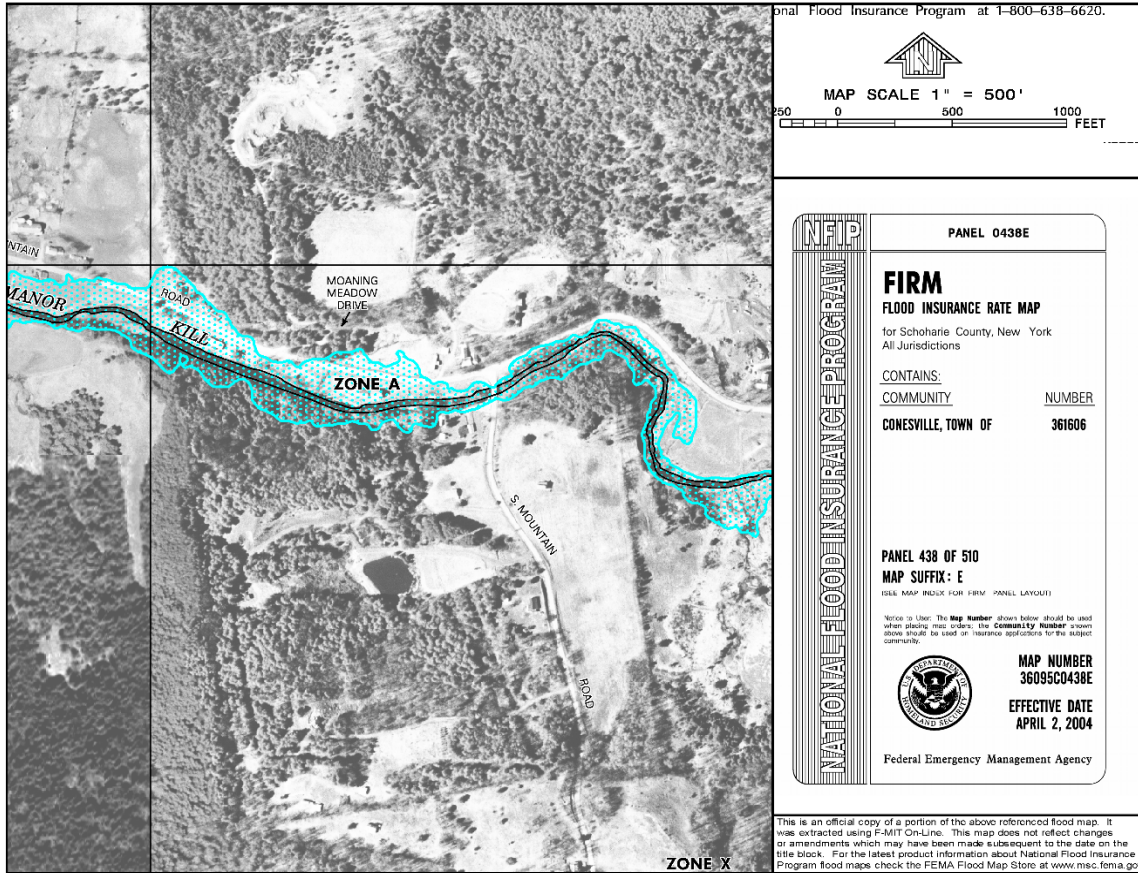 onal Flood Insurance Program at 1-800-638-6620.
N
MAP SCALE 1" = 500'
250 0 500 1000
FEET
NTAIN
MANOR
ROAD
KILL
MOANING
MEADOW
DRIVE
ZONE A
S. MOUNTAIN
ROAD
ZONE X
NFIP
PANEL 0438E
NATIONAL FLOOD INSURANCE PROGRAM
FIRM
FLOOD INSURANCE RATE MAP
for Schoharie County, New York
All Jurisdictions
CONTAINS:
COMMUNITY NUMBER
CONESVILLE, TOWN OF 361606
PANEL 438 OF 510
MAP SUFFIX: E
(SEE MAP INDEX FOR FIRM PANEL LAYOUT)
Notice to User: The Map Number shown below should be used
when placing map orders; the Community Number shown
above should be used on insurance applications for the subject
community.
U.S. DEPARTMENT OF
HOMELAND SECURITY
MAP NUMBER
36095C0438E
EFFECTIVE DATE
APRIL 2, 2004
Federal Emergency Management Agency
This is an official copy of a portion of the above referenced flood map. It
was extracted using F-MIT On-Line. This map does not reflect changes
or amendments which may have been made subsequent to the date on the
title block. For the latest product information about National Flood Insurance
Program flood maps check the FEMA Flood Map Store at www.msc.fema.go